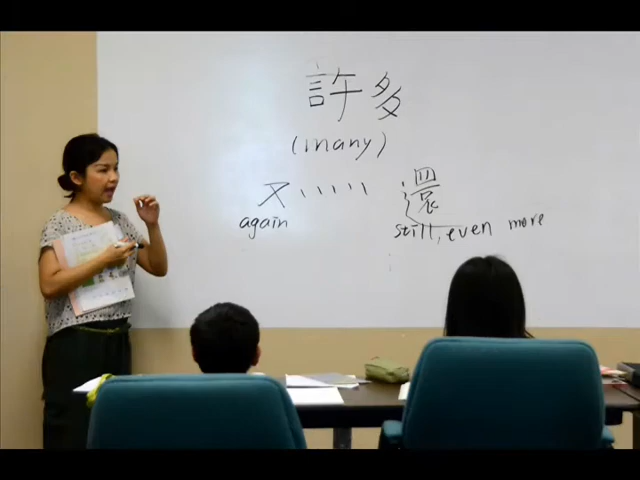 許多
(many)
又、、、、、還
again
still, even more